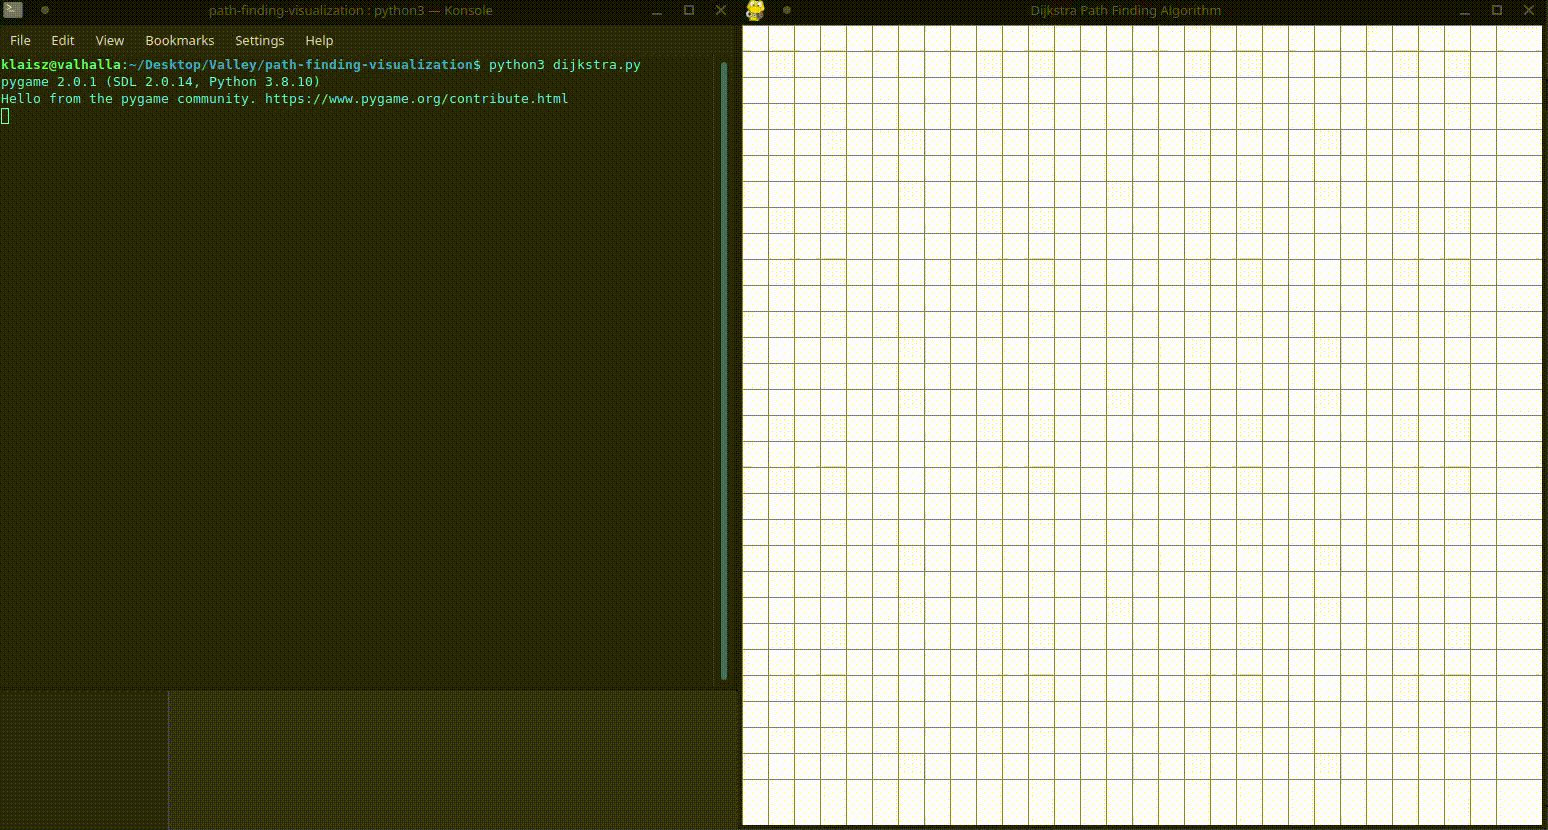 path-finding-visualization : python3 — Konsole
File Edit View Bookmarks Settings Help
klaisz@valhalla:~/Desktop/Valley/path-finding-visualization$ python3 dijkstra.py
pygame 2.0.1 (SDL 2.0.14, Python 3.8.10)
Hello from the pygame community. https://www.pygame.org/contribute.html
Dijkstra Path Finding Algorithm